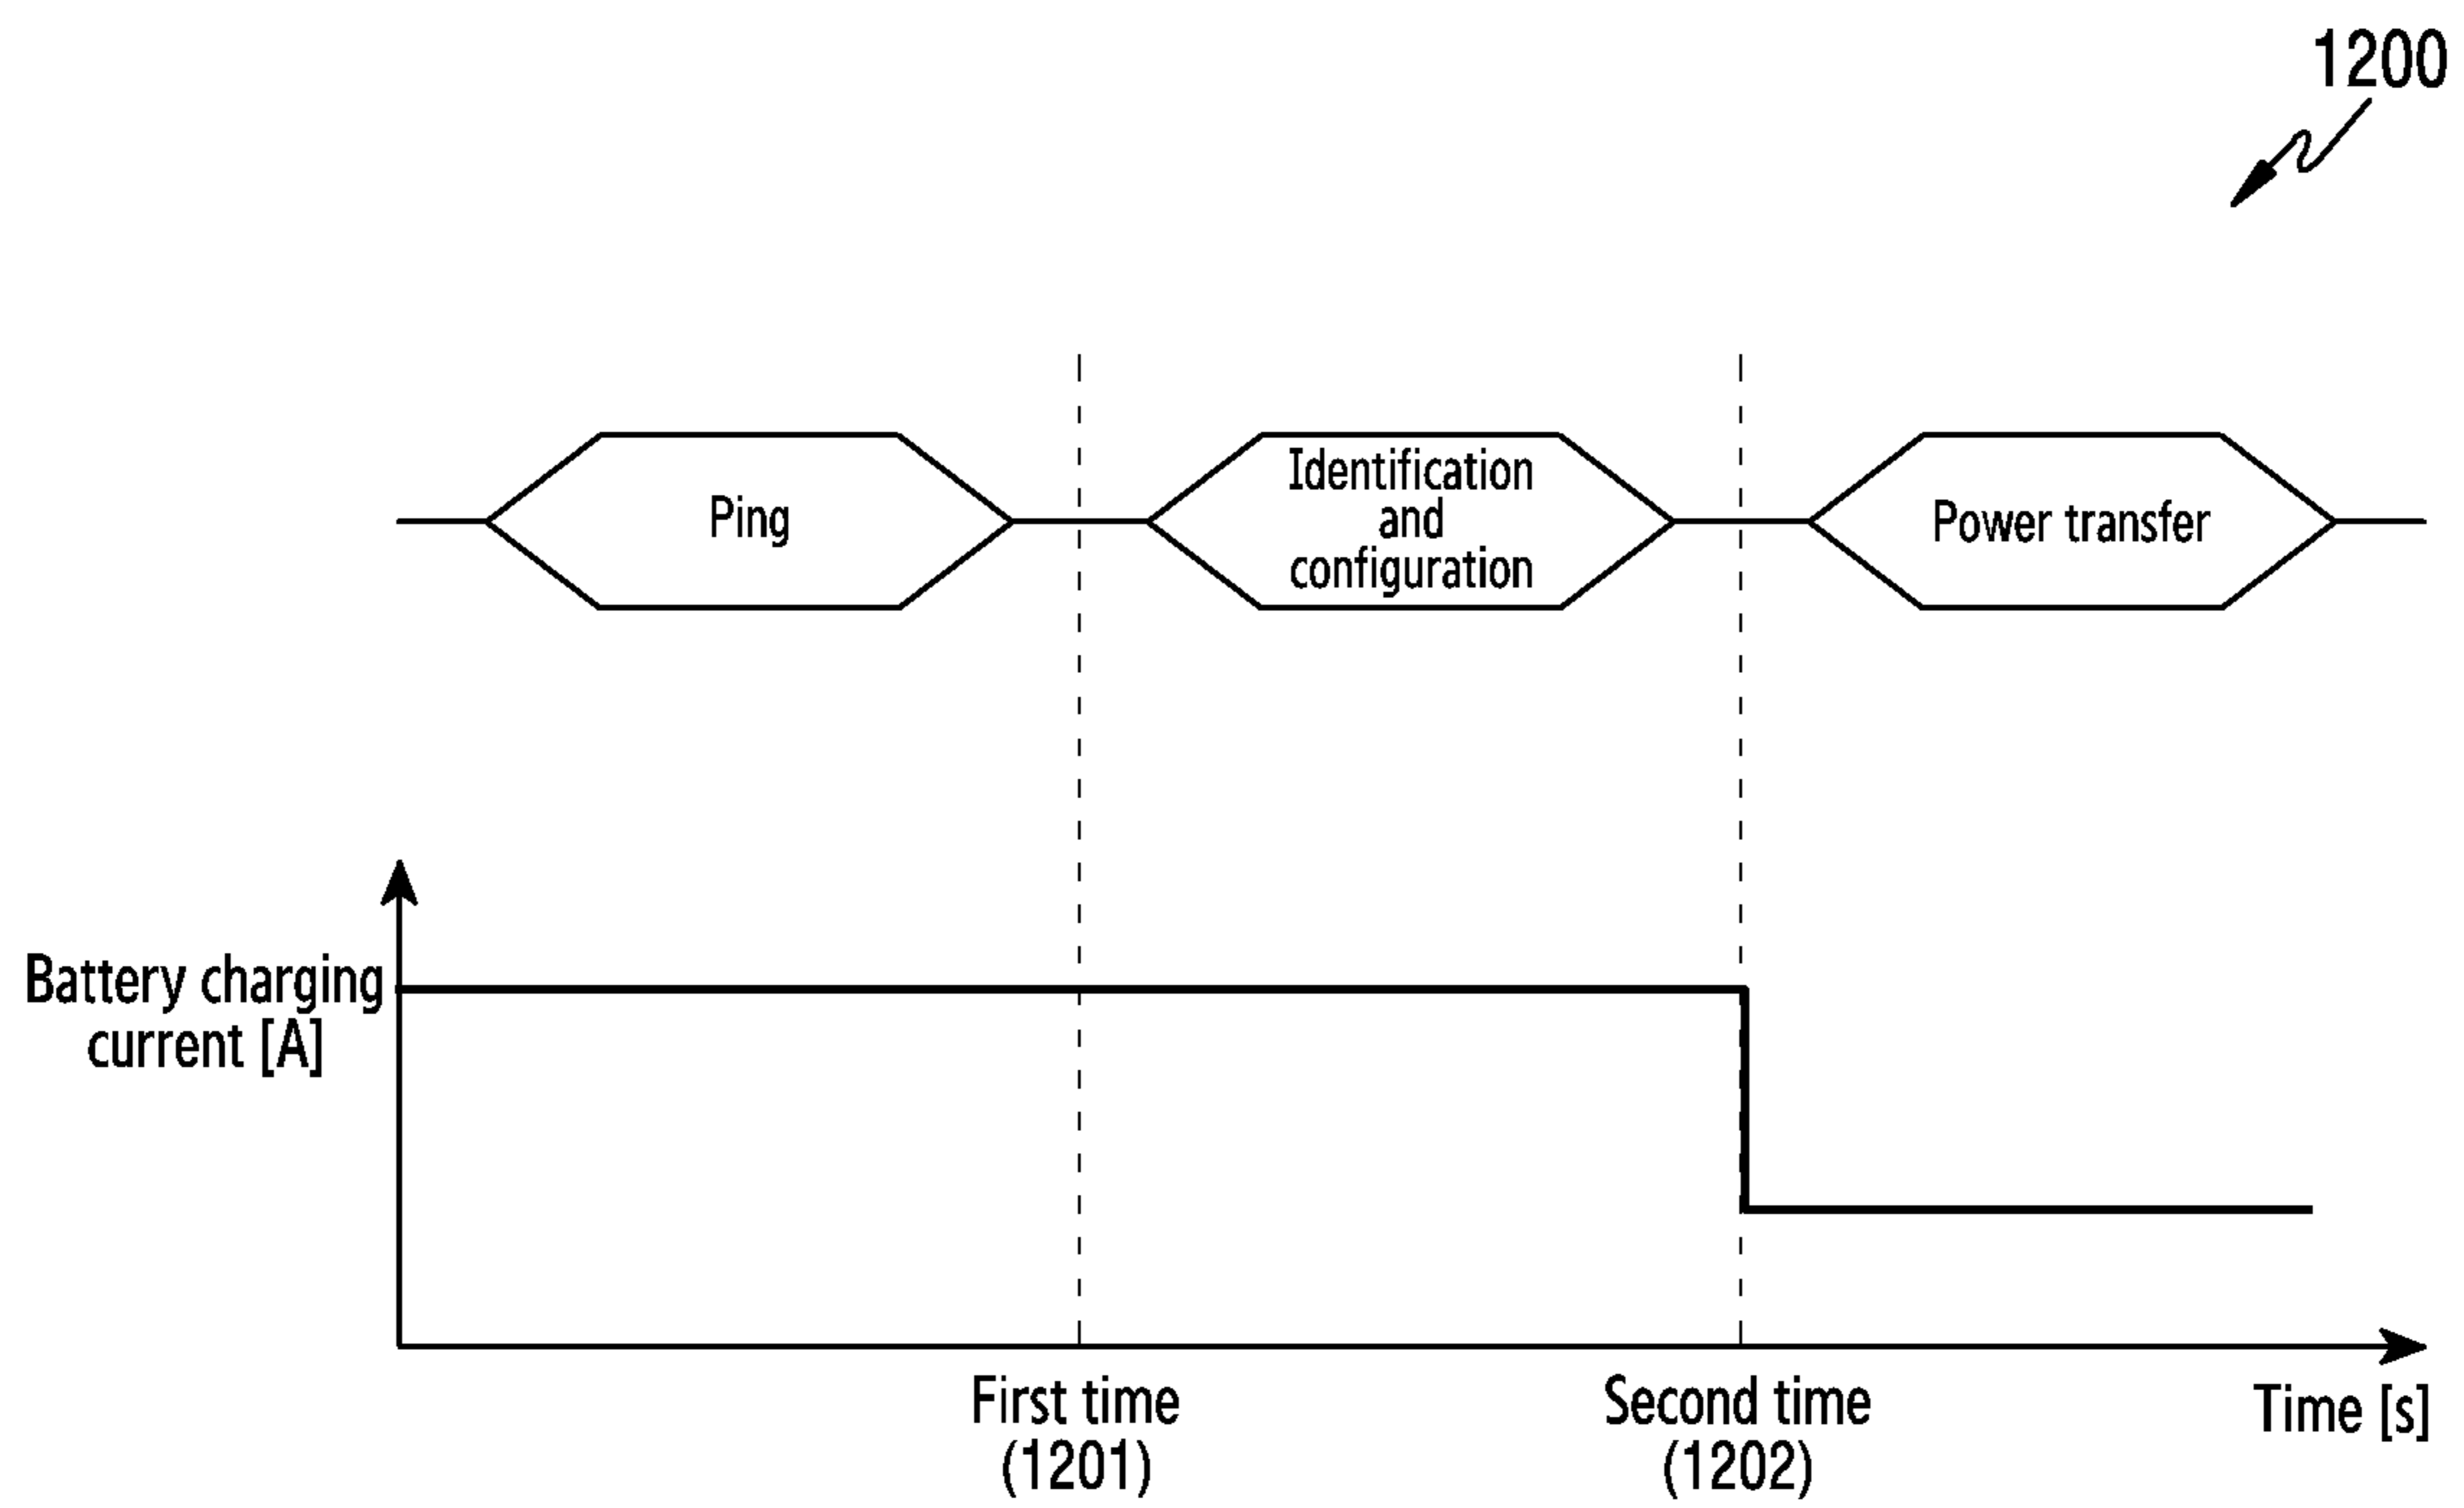 1200
Ping
Identification
and
configuration
Power transfer
Battery charging
current [A]
First time
(1201)
Second time
(1202)
Time [s]